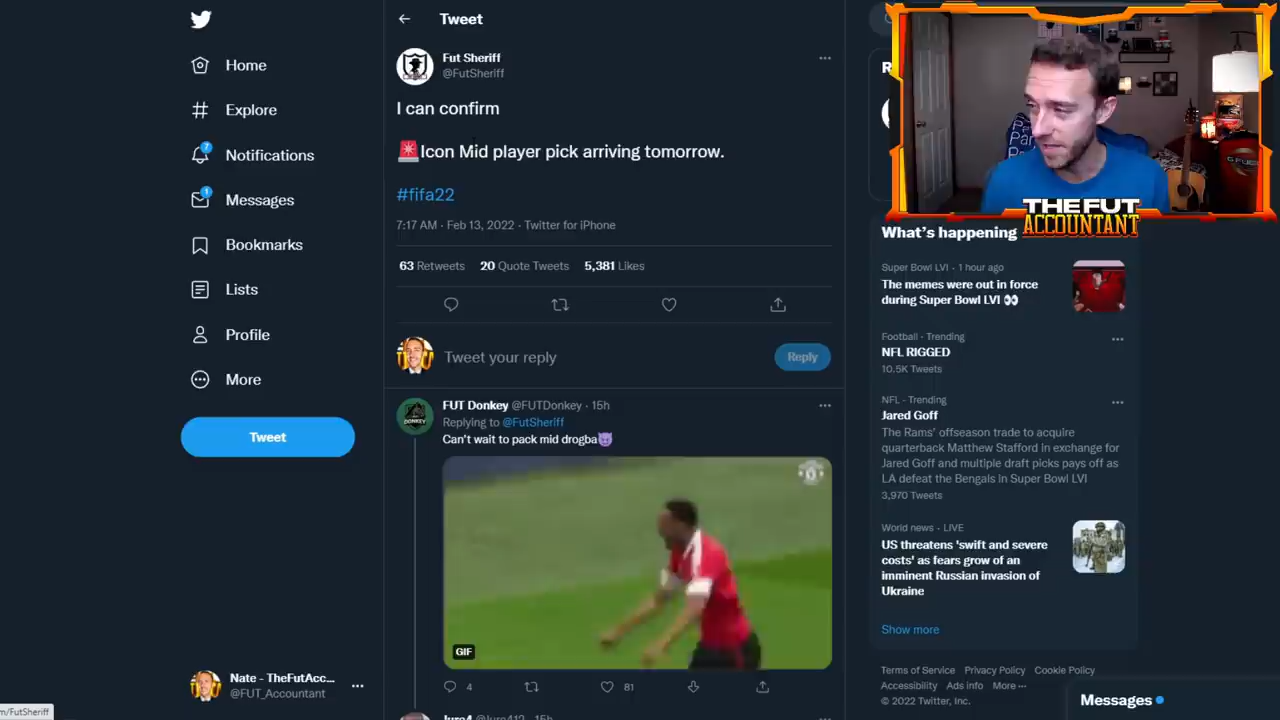 Home
Explore
7
Notifications
1
Messages
Bookmarks
Lists
Profile
More
Tweet
Nate - TheFutAcc...
@FUT_Accountant
m/FutSheriff
Tweet
Fut Sheriff
@FutSheriff
I can confirm
🚨Icon Mid player pick arriving tomorrow.
#fifa22
7:17 AM · Feb 13, 2022 · Twitter for iPhone
63 Retweets 20 Quote Tweets 5,381 Likes
Tweet your reply
Reply
FUT Donkey @FUTDonkey · 15h
Replying to @FutSheriff
Can't wait to pack mid drogba😈
DONKEY
GIF
4
81
THE FUT
ACCOUNTANT
What's happening
Super Bowl LVI · 1 hour ago
The memes were out in force
during Super Bowl LVI 👀
Football · Trending
NFL RIGGED
10.5K Tweets
NFL · Trending
Jared Goff
The Rams' offseason trade to acquire
quarterback Matthew Stafford in exchange for
Jared Goff and multiple draft picks pays off as
LA defeat the Bengals in Super Bowl LVI
3,970 Tweets
World news · LIVE
US threatens 'swift and severe
costs' as fears grow of an
imminent Russian invasion of
Ukraine
Show more
Terms of Service Privacy Policy Cookie Policy
Accessibility Ads info More ···
© 2022 Twitter, Inc.
Messages